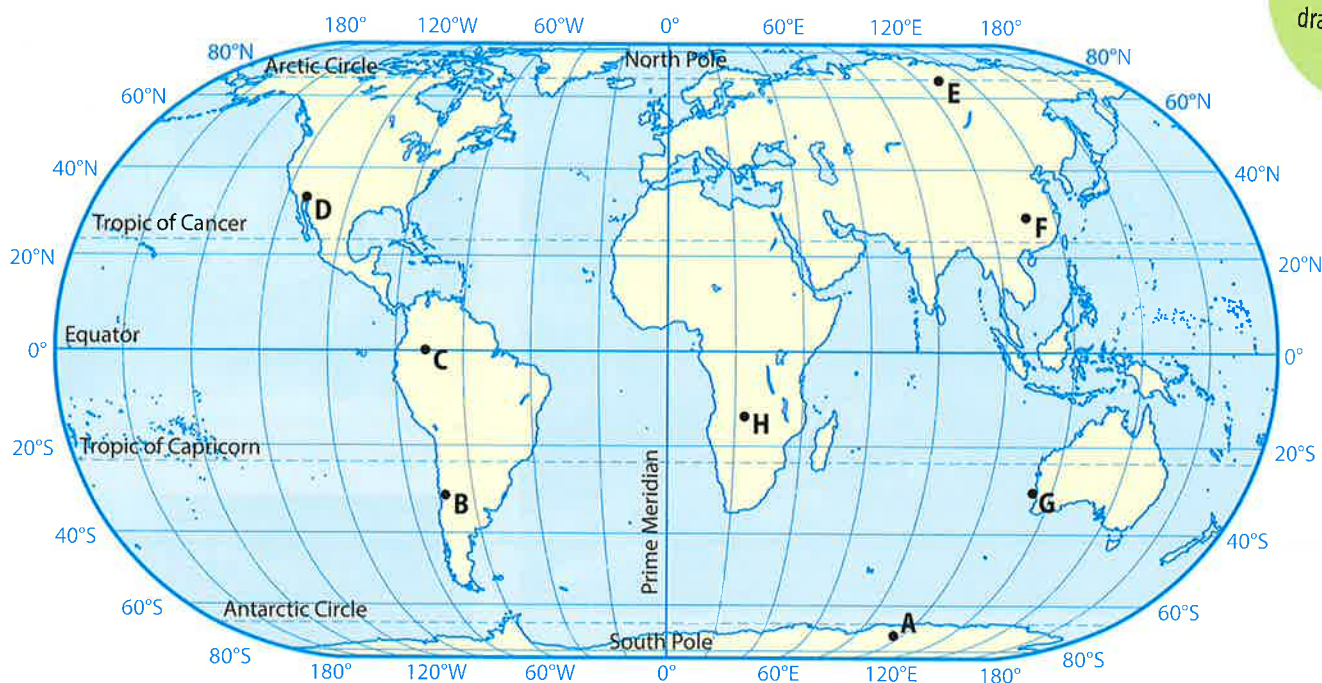 dra
180° 120°W 60°W 0° 60°E 120°E 180°
80°N Arctic Circle North Pole 80°N
60°N E 60°N
40°N 40°N
D
Tropic of Cancer F
20°N 20°N
Equator
0° C 0°
H
20°S Tropic of Capricorn 20°S
B G
Prime Meridian
40°S 40°S
60°S Antarctic Circle A 60°S
80°S South Pole 80°S
180° 120°W 60°W 0° 60°E 120°E 180°